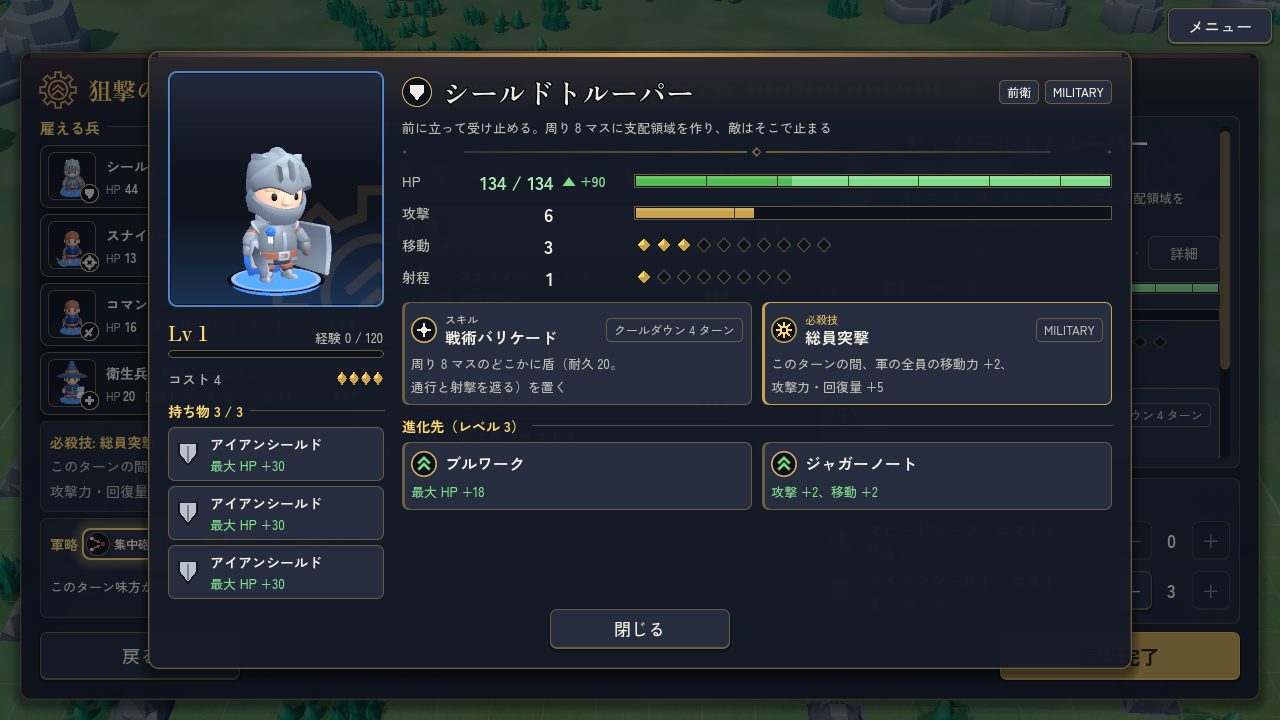 メニュー
狙撃の
雇える兵
シール
HP 44
スナイ
HP 13
コマン
HP 16
衛生兵
HP 20
必殺技: 総員突撃
このターンの間
攻撃力・回復量
軍略
集中砲
このターン味方か
戻る
Lv 1
経験 0 / 120
コスト 4
持ち物 3 / 3
アイアンシールド
最大 HP +30
アイアンシールド
最大 HP +30
アイアンシールド
最大 HP +30
シールドトルーパー
前衛
MILITARY
前に立って受け止める。周り 8 マスに支配領域を作り、敵はそこで止まる
HP
134 / 134
+90
攻撃
6
移動
3
射程
1
スキル
戦術バリケード
クールダウン 4 ターン
周り 8 マスのどこかに盾（耐久 20。
通行と射撃を遮る）を置く
必殺技
総員突撃
MILITARY
このターンの間、軍の全員の移動力 +2、
攻撃力・回復量 +5
進化先（レベル 3）
ブルワーク
最大 HP +18
ジャガーノート
攻撃 +2、移動 +2
閉じる
配領域を
詳細
ウン 4 ターン
0
3
完了